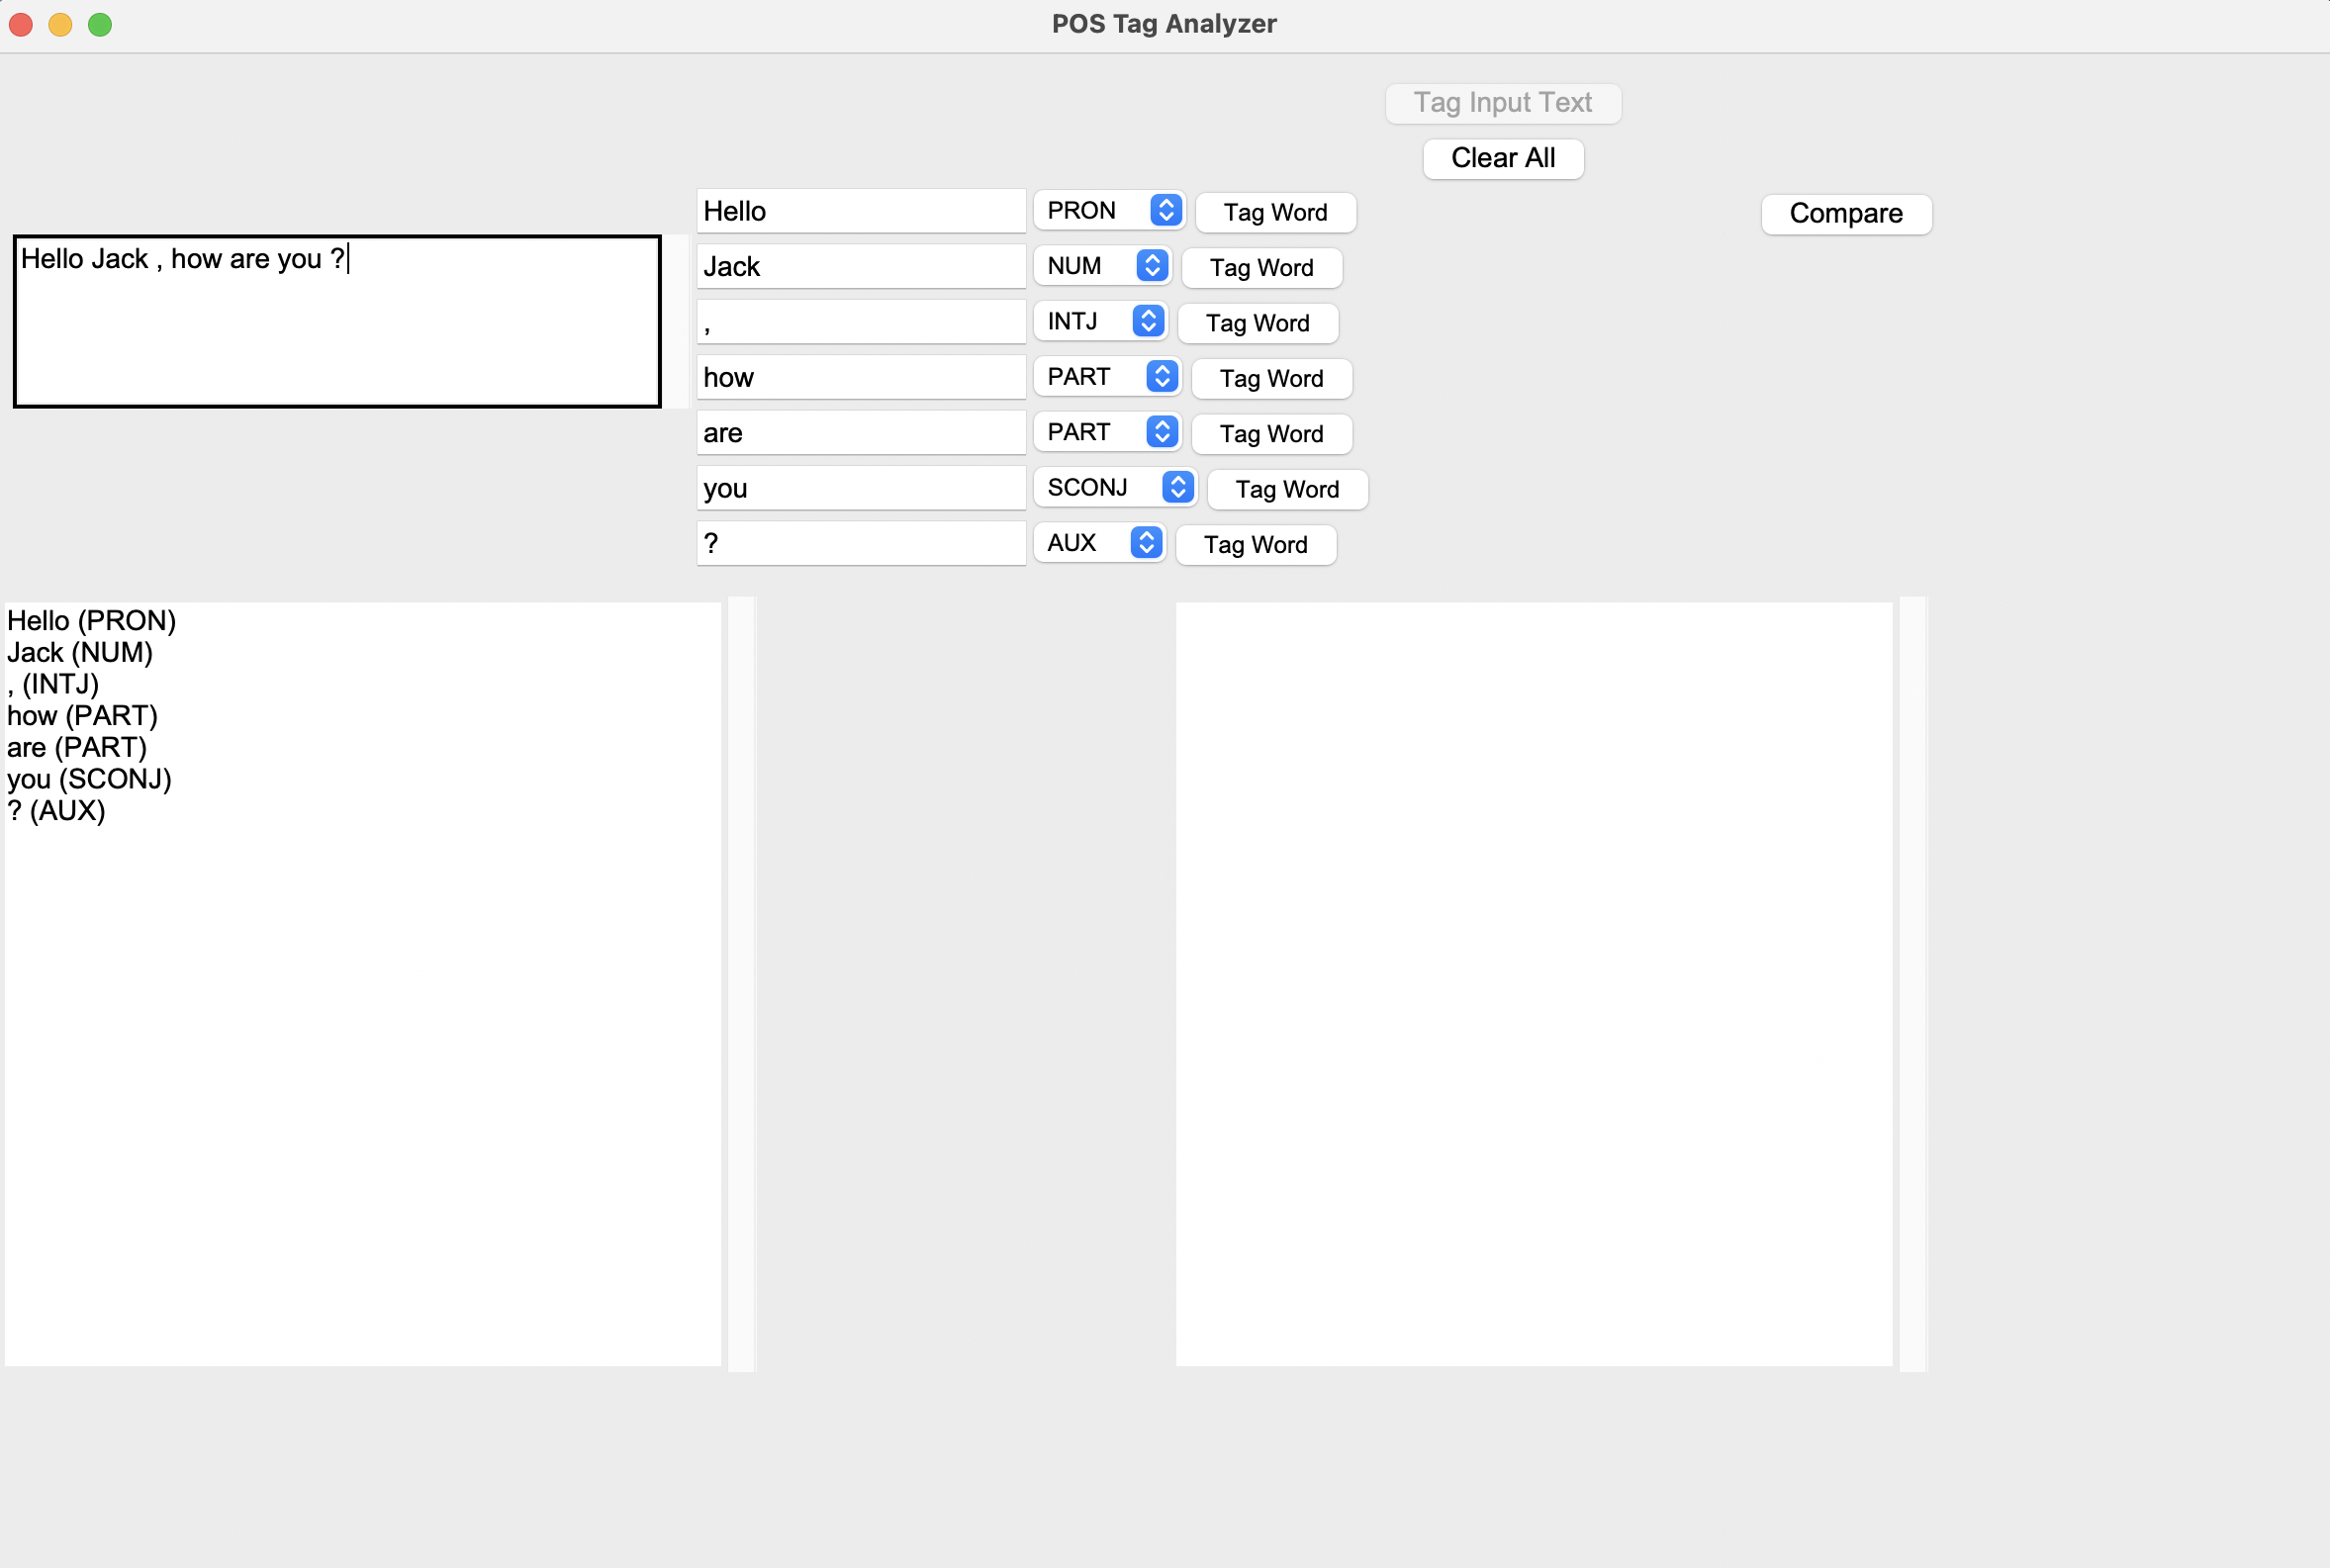 POS Tag Analyzer
Tag Input Text
Clear All
Compare
Hello Jack , how are you ?
Hello PRON Tag Word
Jack NUM Tag Word
, INTJ Tag Word
how PART Tag Word
are PART Tag Word
you SCONJ Tag Word
? AUX Tag Word
Hello (PRON)
Jack (NUM)
, (INTJ)
how (PART)
are (PART)
you (SCONJ)
? (AUX)